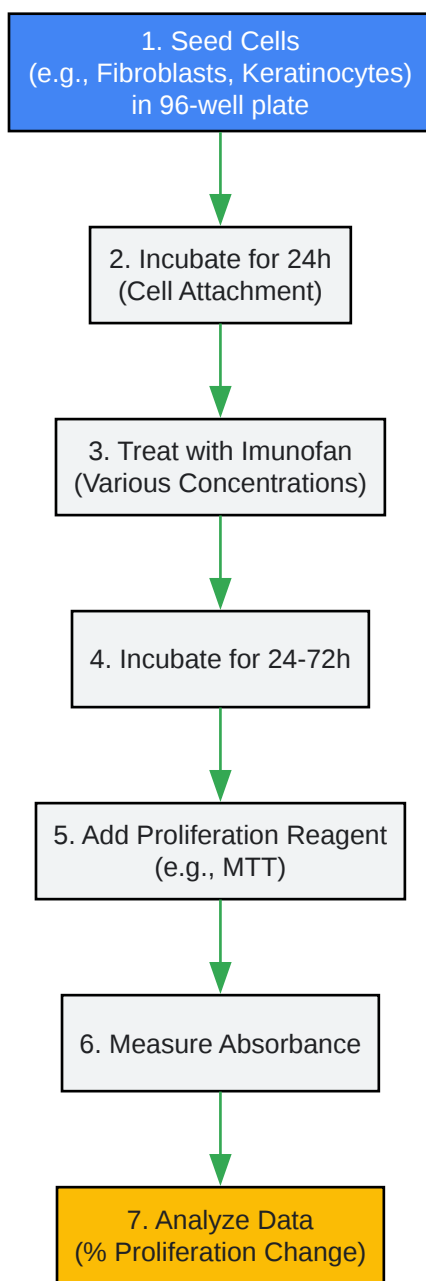 1. Seed Cells
(e.g., Fibroblasts, Keratinocytes)
in 96-well plate
2. Incubate for 24h
(Cell Attachment)
3. Treat with Imunofan
(Various Concentrations)
4. Incubate for 24-72h
5. Add Proliferation Reagent
(e.g., MTT)
6. Measure Absorbance
7. Analyze Data
(% Proliferation Change)